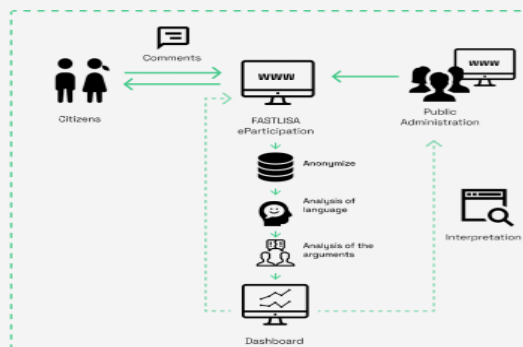 Comments
www
www
Citizens
FASTLISA
eParticipation
Public
Administration
Anonymize
Analysis of
language
Analysis of the
arguments
Interpretation
Dashboard